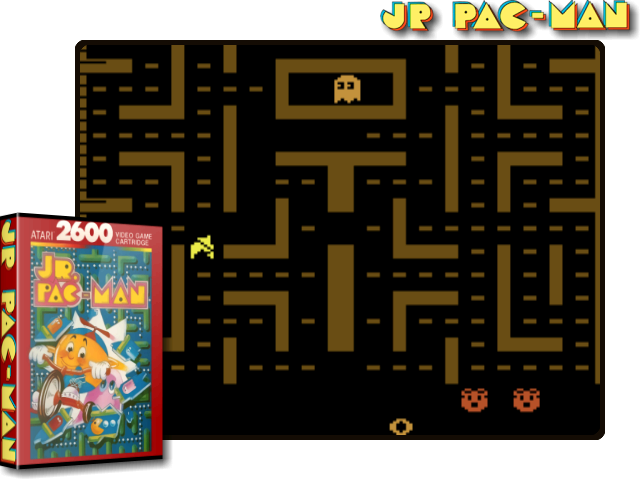 JR PAC-MAN
JR PAC-MAN
ATARI 2600 VIDEO GAME CARTRIDGE
JR.
PAC-MAN